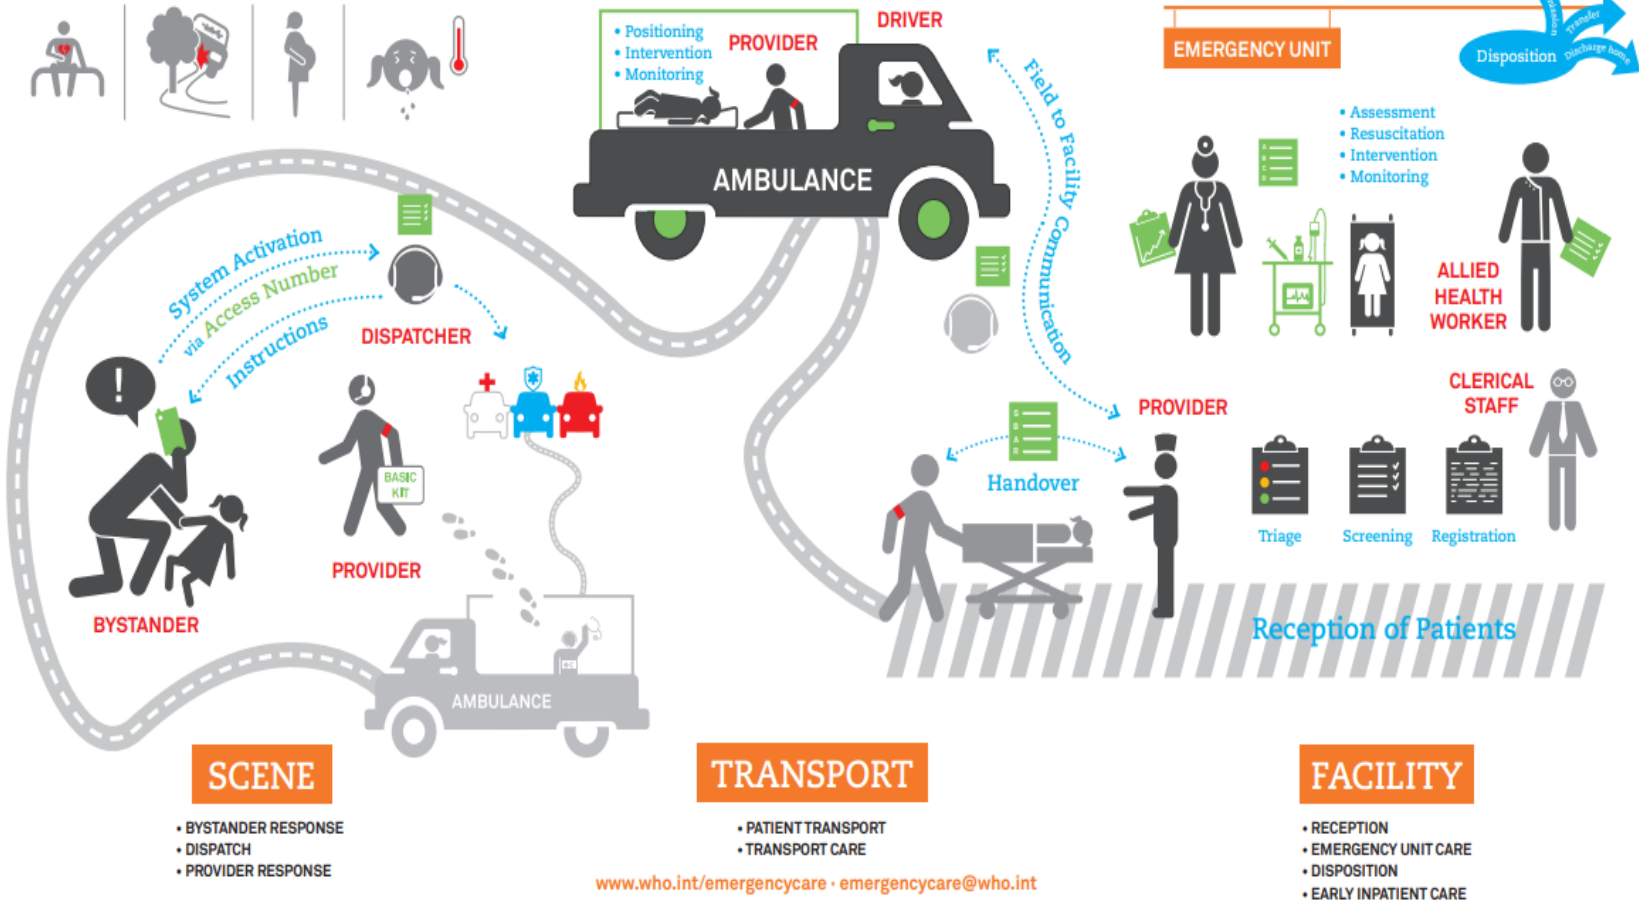 • Positioning
• Intervention
• Monitoring
PROVIDER
DRIVER
AMBULANCE
Field to Facility Communication
EMERGENCY UNIT
Disposition
Transfer
Discharge home
• Assessment
• Resuscitation
• Intervention
• Monitoring
A
B
C
D
System Activation
via Access Number
Instructions
DISPATCHER
!
BASIC
KIT
PROVIDER
BYSTANDER
AMBULANCE
S
B
A
R
Handover
PROVIDER
ALLIED
HEALTH
WORKER
CLERICAL
STAFF
Triage
Screening
Registration
Reception of Patients
SCENE
• BYSTANDER RESPONSE
• DISPATCH
• PROVIDER RESPONSE
TRANSPORT
• PATIENT TRANSPORT
• TRANSPORT CARE
www.who.int/emergencycare · emergencycare@who.int
FACILITY
• RECEPTION
• EMERGENCY UNIT CARE
• DISPOSITION
• EARLY INPATIENT CARE